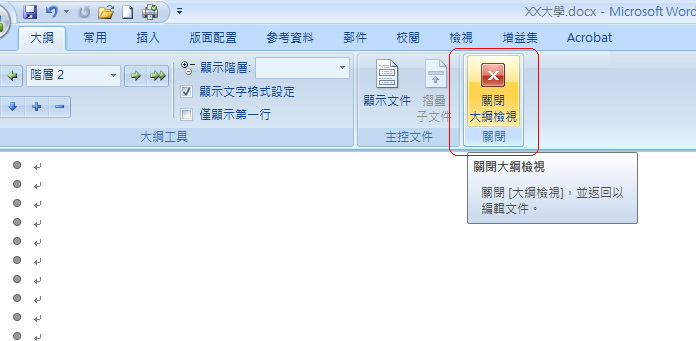 XX大學.docx - Microsoft Word
大綱 常用 插入 版面配置 參考資料 郵件 校閱 檢視 增益集 Acrobat
階層 2
顯示階層:
顯示文字格式設定
僅顯示第一行
大綱工具
顯示文件
摺疊
子文件
主控文件
關閉
大綱檢視
關閉
關閉大綱檢視
關閉 [大綱檢視]，並返回以
編輯文件。